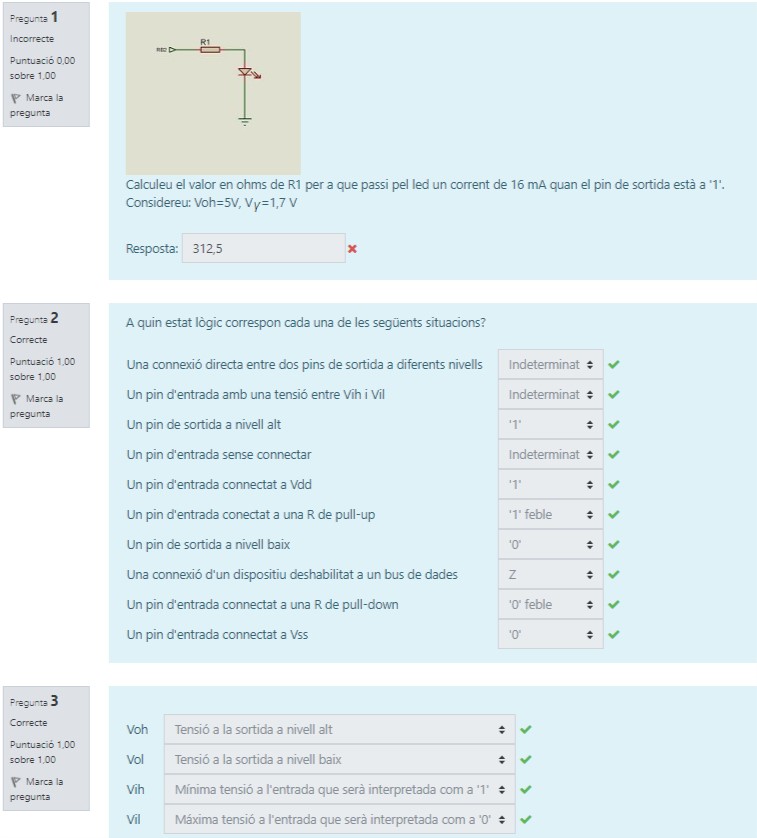 Pregunta 1
Incorrecte
Puntuació 0,00
sobre 1,00
Marca la
pregunta
R1
Calculeu el valor en ohms de R1 per a que passi pel led un corrent de 16 mA quan el pin de sortida està a '1'.
Considereu: Voh=5V, Vγ=1,7 V
Resposta: 312,5
Pregunta 2
Correcte
Puntuació 1,00
sobre 1,00
Marca la
pregunta
A quin estat lògic correspon cada una de les següents situacions?
Una connexió directa entre dos pins de sortida a diferents nivells Indeterminat
Un pin d'entrada amb una tensió entre Vih i Vil Indeterminat
Un pin de sortida a nivell alt '1'
Un pin d'entrada sense connectar Indeterminat
Un pin d'entrada connectat a Vdd '1'
Un pin d'entrada conectat a una R de pull-up '1' feble
Un pin de sortida a nivell baix '0'
Una connexió d'un dispositiu deshabilitat a un bus de dades Z
Un pin d'entrada connectat a una R de pull-down '0' feble
Un pin d'entrada connectat a Vss '0'
Pregunta 3
Correcte
Puntuació 1,00
sobre 1,00
Marca la
pregunta
Voh Tensió a la sortida a nivell alt
Vol Tensió a la sortida a nivell baix
Vih Mínima tensió a l'entrada que serà interpretada com a '1'
Vil Màxima tensió a l'entrada que serà interpretada com a '0'